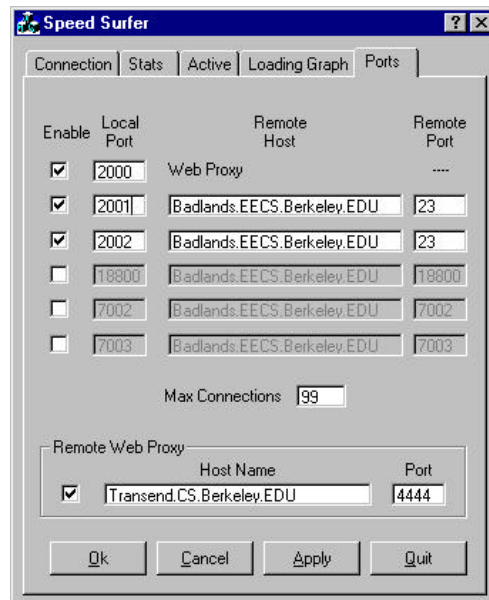 Speed Surfer
Connection Stats Active Loading Graph Ports
Enable Local Port Remote Host Remote Port
2000 Web Proxy ----
2001 Badlands.EECS.Berkeley.EDU 23
2002 Badlands.EECS.Berkeley.EDU 23
18800 Badlands.EECS.Berkeley.EDU 18800
7002 Badlands.EECS.Berkeley.EDU 7002
7003 Badlands.EECS.Berkeley.EDU 7003
Max Connections 99
Remote Web Proxy
Host Name Port
Transend.CS.Berkeley.EDU 4444
Ok Cancel Apply Quit